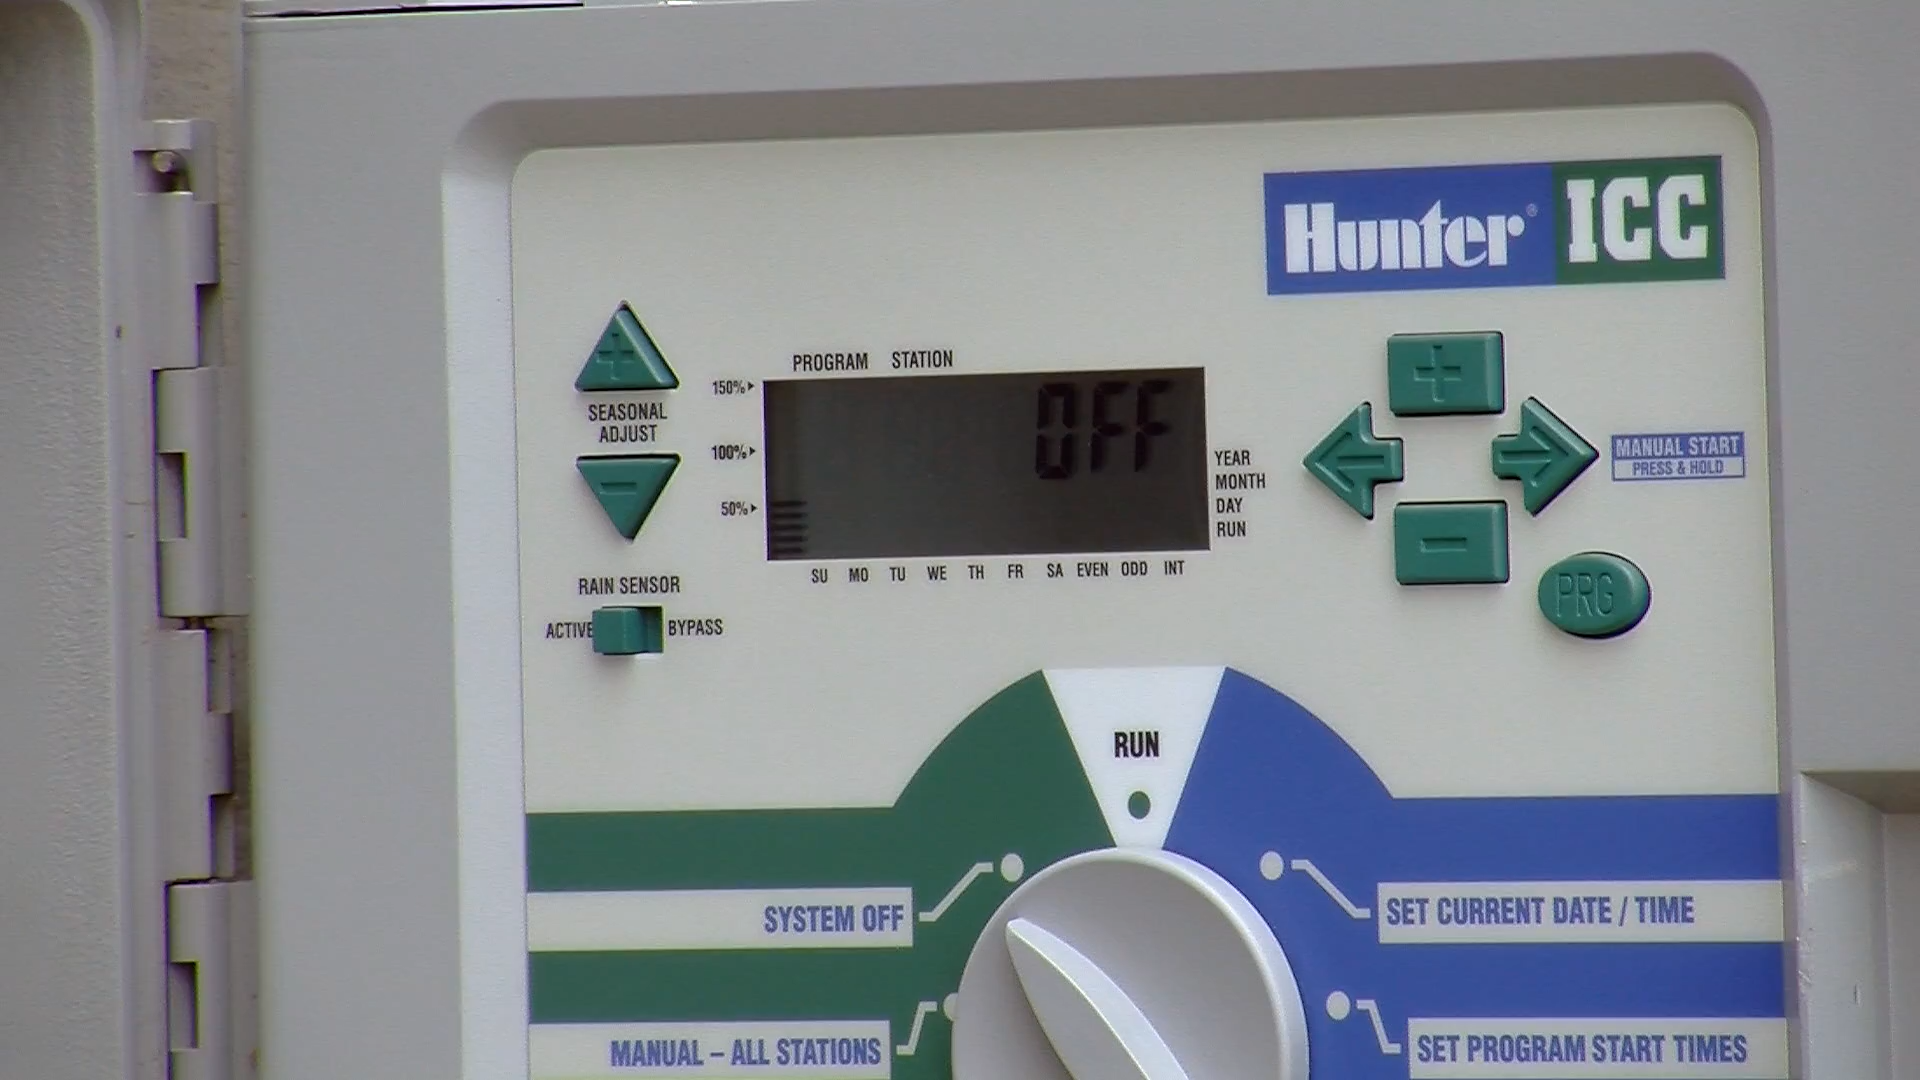 Hunter® ICC
PROGRAM STATION
150%
100%
50%
OFF
YEAR
MONTH
DAY
RUN
SU MO TU WE TH FR SA EVEN ODD INT
+
SEASONAL
ADJUST
-
RAIN SENSOR
ACTIVE BYPASS
+
-
MANUAL START
PRESS & HOLD
PRG
RUN
SYSTEM OFF
SET CURRENT DATE / TIME
MANUAL – ALL STATIONS
SET PROGRAM START TIMES